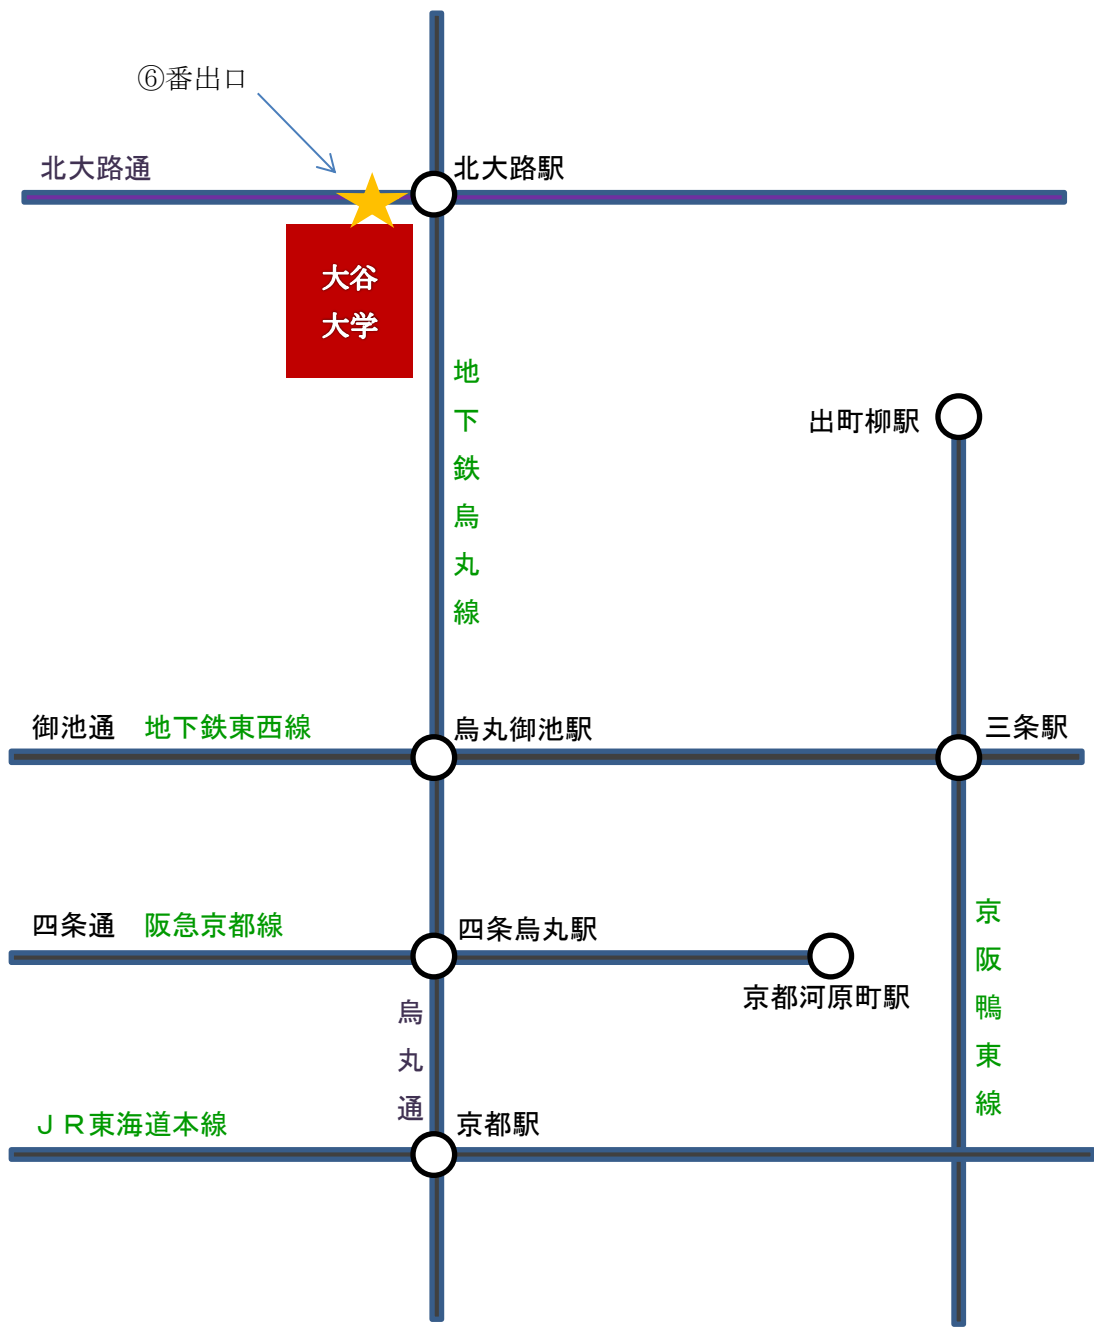 ⑥番出口
北大路通
北大路駅
大谷
大学
地下鉄烏丸線
出町柳駅
御池通　地下鉄東西線
烏丸御池駅
三条駅
四条通　阪急京都線
四条烏丸駅
京都河原町駅
京阪鴨東線
烏丸通
ＪＲ東海道本線
京都駅